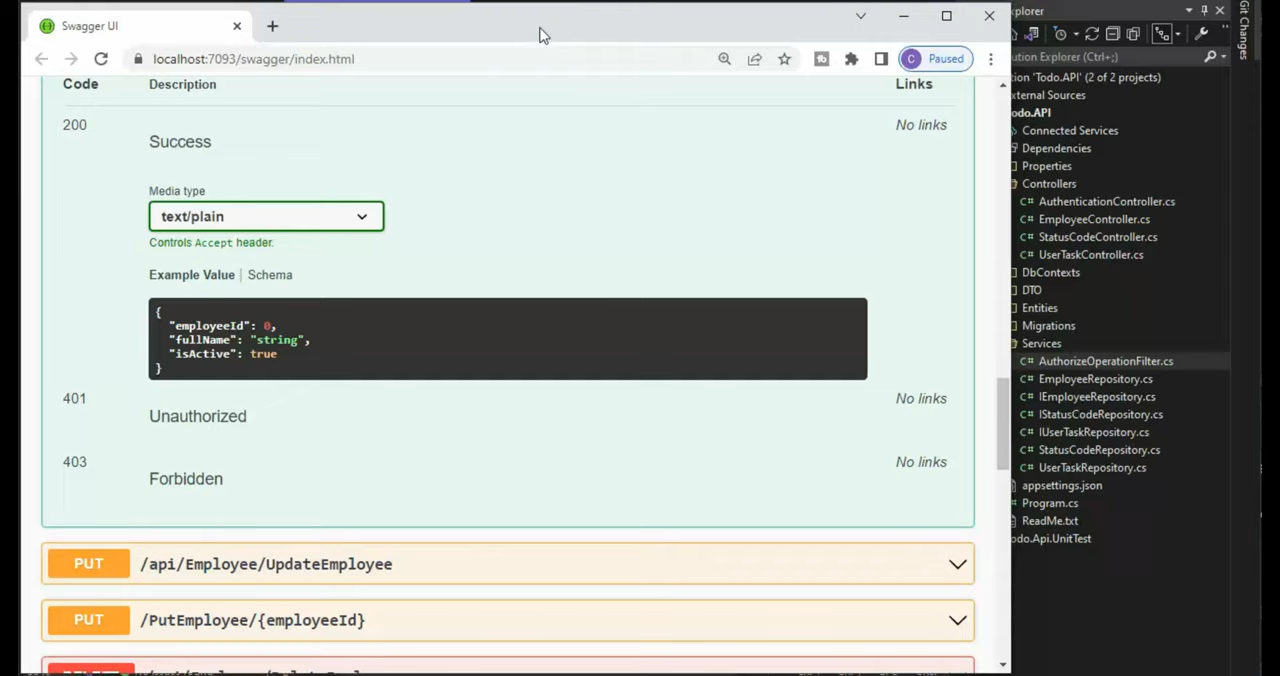 Swagger UI
localhost:7093/swagger/index.html
C Paused
Code Description Links
200 No links
Success
Media type
text/plain
Controls Accept header.
Example Value | Schema
{
"employeeId": 0,
"fullName": "string",
"isActive": true
}
401 No links
Unauthorized
403 No links
Forbidden
PUT /api/Employee/UpdateEmployee
PUT /PutEmployee/{employeeId}
xplorer
ution Explorer (Ctrl+;)
tion 'Todo.API' (2 of 2 projects)
xternal Sources
odo.API
Connected Services
Dependencies
Properties
Controllers
C# AuthenticationController.cs
C# EmployeeController.cs
C# StatusCodeController.cs
C# UserTaskController.cs
DbContexts
DTO
Entities
Migrations
Services
C# AuthorizeOperationFilter.cs
C# EmployeeRepository.cs
C# IEmployeeRepository.cs
C# IStatusCodeRepository.cs
C# IUserTaskRepository.cs
C# StatusCodeRepository.cs
C# UserTaskRepository.cs
appsettings.json
C# Program.cs
ReadMe.txt
odo.Api.UnitTest
Git Changes